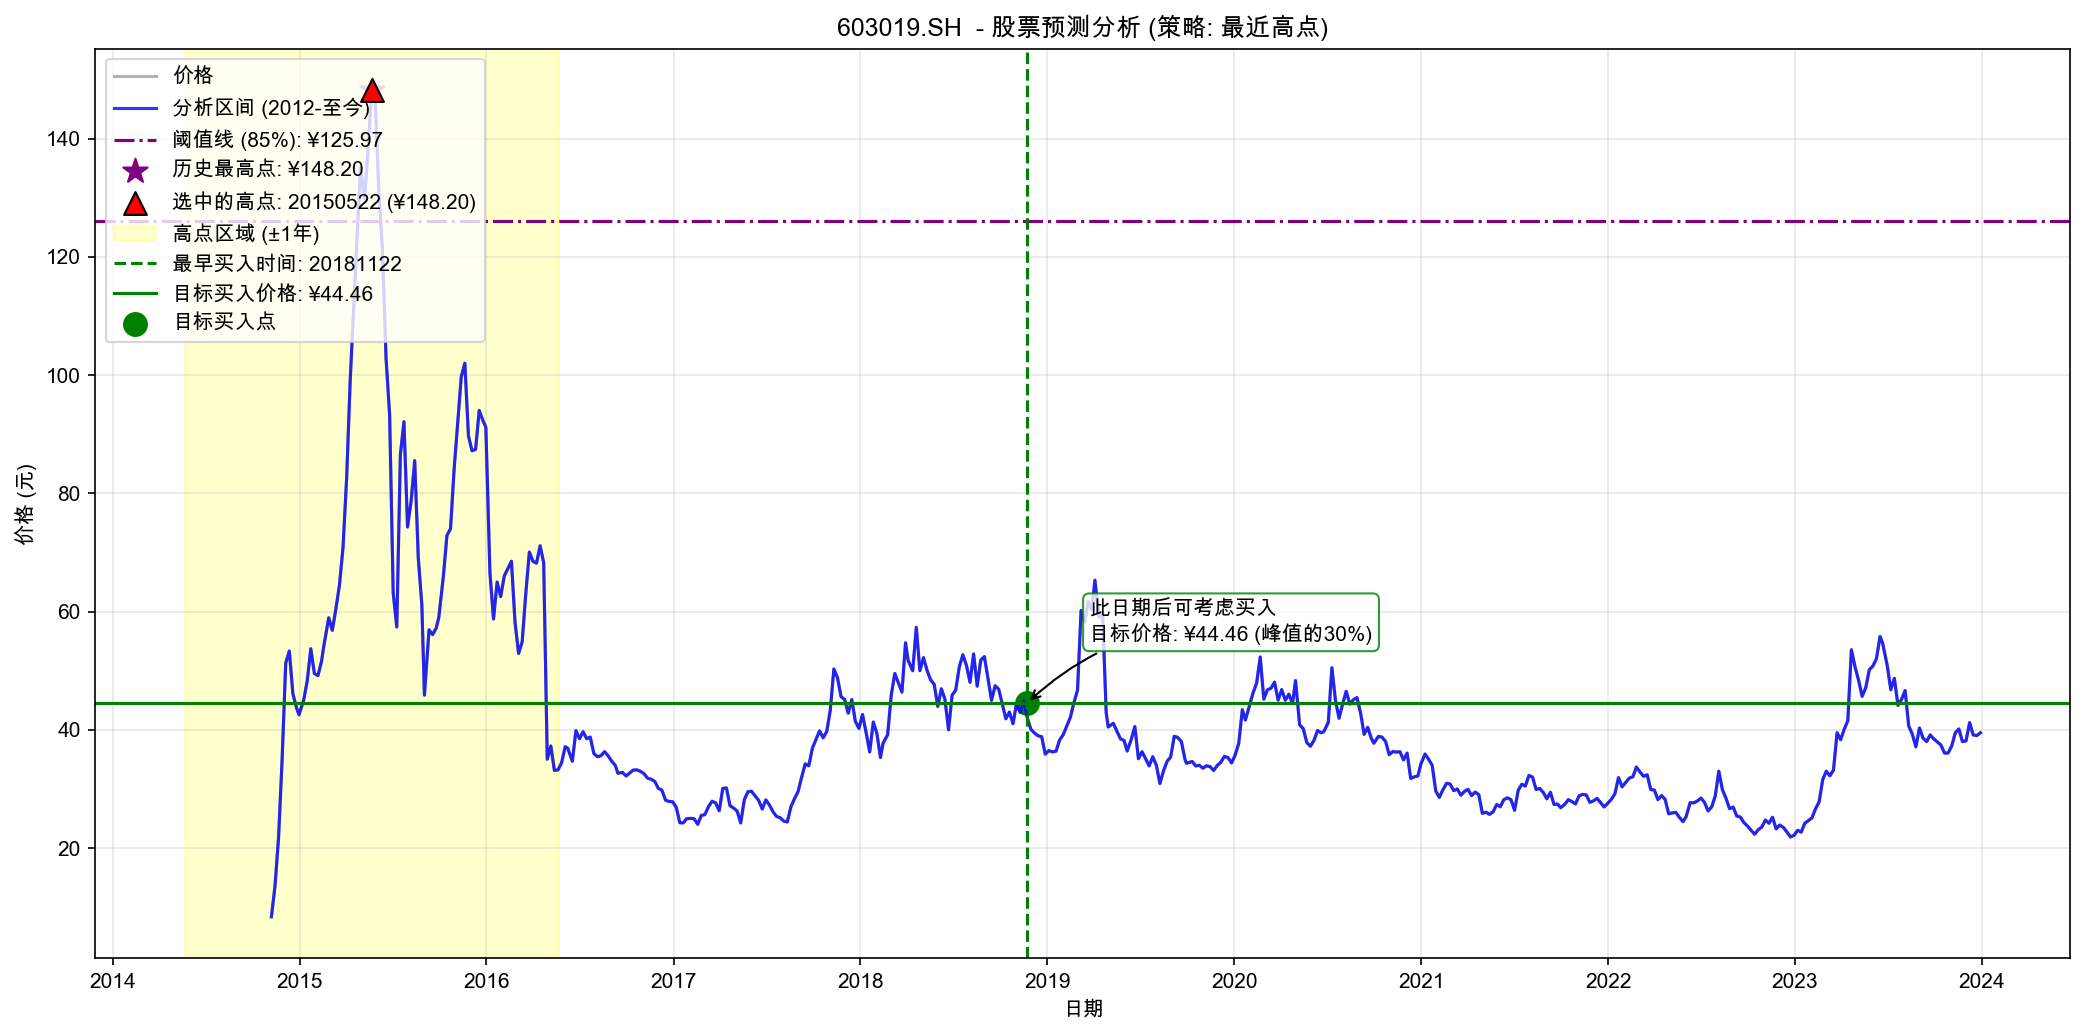 603019.SH - 股票预测分析 (策略: 最近高点)
价格
分析区间 (2012-至今)
阈值线 (85%): ¥125.97
历史最高点: ¥148.20
选中的高点: 20150522 (¥148.20)
高点区域 (±1年)
最早买入时间: 20181122
目标买入价格: ¥44.46
目标买入点
140
120
100
80
60
40
20
价格 (元)
此日期后可考虑买入
目标价格: ¥44.46 (峰值的30%)
2014 2015 2016 2017 2018 2019 2020 2021 2022 2023 2024
日期